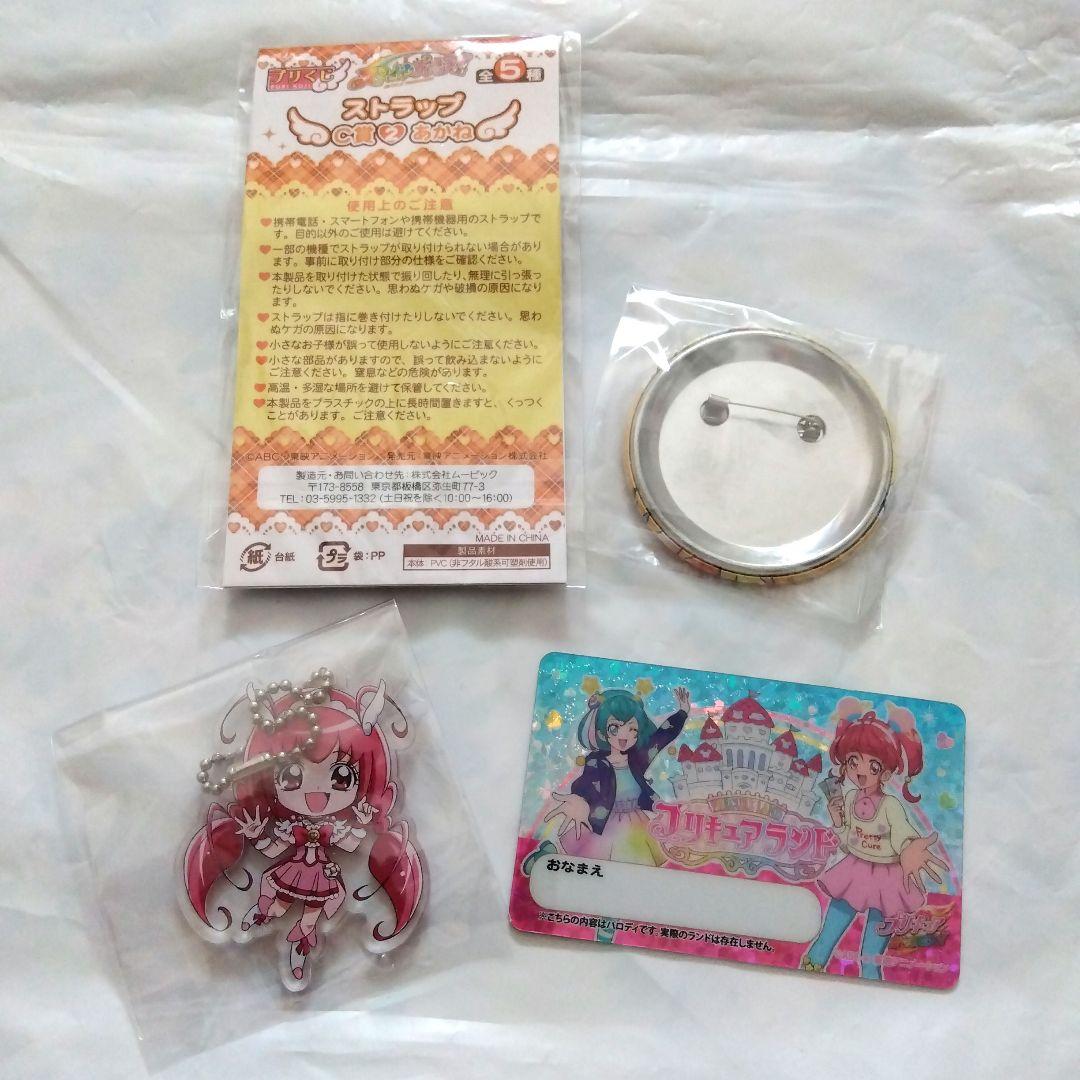 プリくじ
PURI KUJI
全5種
ストラップ
C賞 2 あかね
使用上のご注意
携帯電話・スマートフォンや携帯機器用のストラップで
す。目的以外のご使用は避けてください。
一部の機種でストラップが取り付けられない場合があり
ます。事前に取り付け部分の仕様をご確認ください。
本製品を取り付けた状態で振り回したり、無理に引っ張っ
たりしないでください。思わぬケガや破損の原因になり
ます。
ストラップは指に巻き付けたりしないでください。思わ
ぬケガの原因になります。
小さなお子様が誤って使用しないようにご注意ください。
小さな部品がありますので、誤って飲み込まないように
ご注意ください。窒息などの危険があります。
高温・多湿な場所を避けて保管してください。
本製品をプラスチックの上に長時間置きますと、くっつく
ことがあります。ご注意ください。
©ABC・東映アニメーション 発売元:東映アニメーション株式会社
製造元・お問い合わせ先:株式会社ムービック
〒173-8558 東京都板橋区弥生町77-3
TEL:03-5995-1332(土日祝を除く10:00~16:00)
MADE IN CHINA
紙 台紙
プラ 袋:PP
製品素材
本体:PVC(非フタル酸系可塑剤使用)
プリキュアランド
Pretty
Cure
おなまえ
※こちらの内容はパロディです。実際のランドは存在しません。
プリキュア